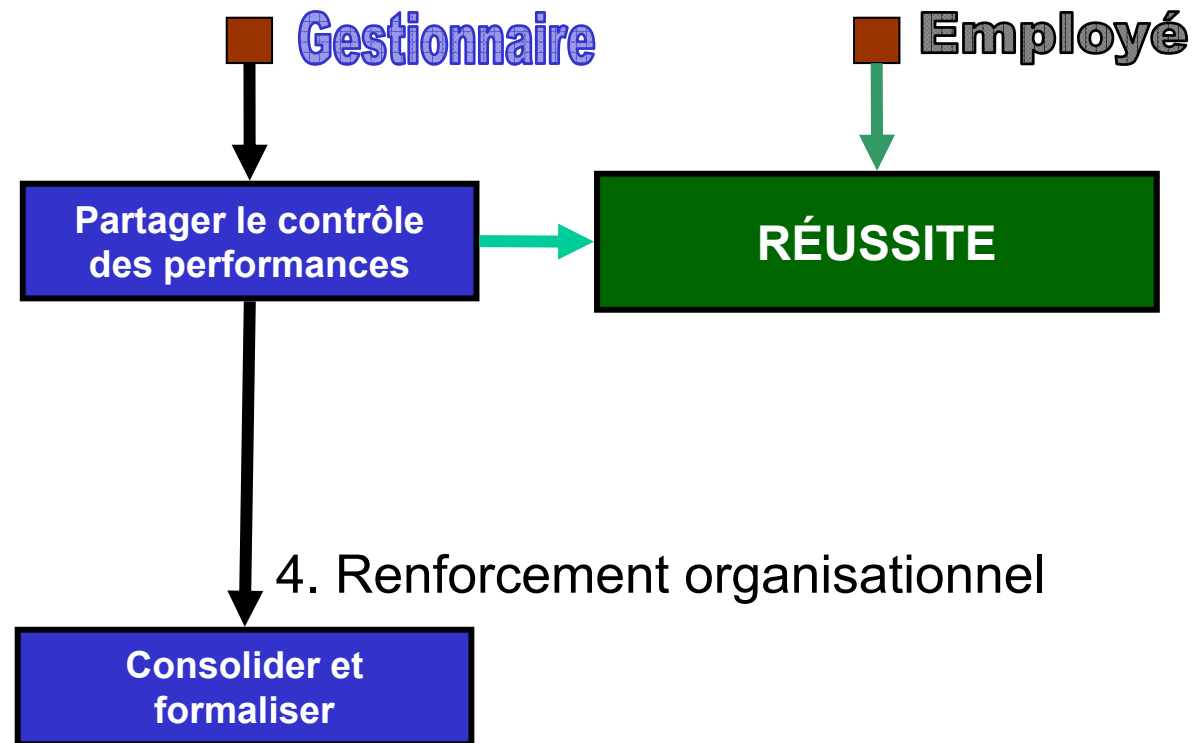 Gestionnaire
Employé
Partager le contrôle
des performances
RÉUSSITE
4. Renforcement organisationnel
Consolider et
formaliser